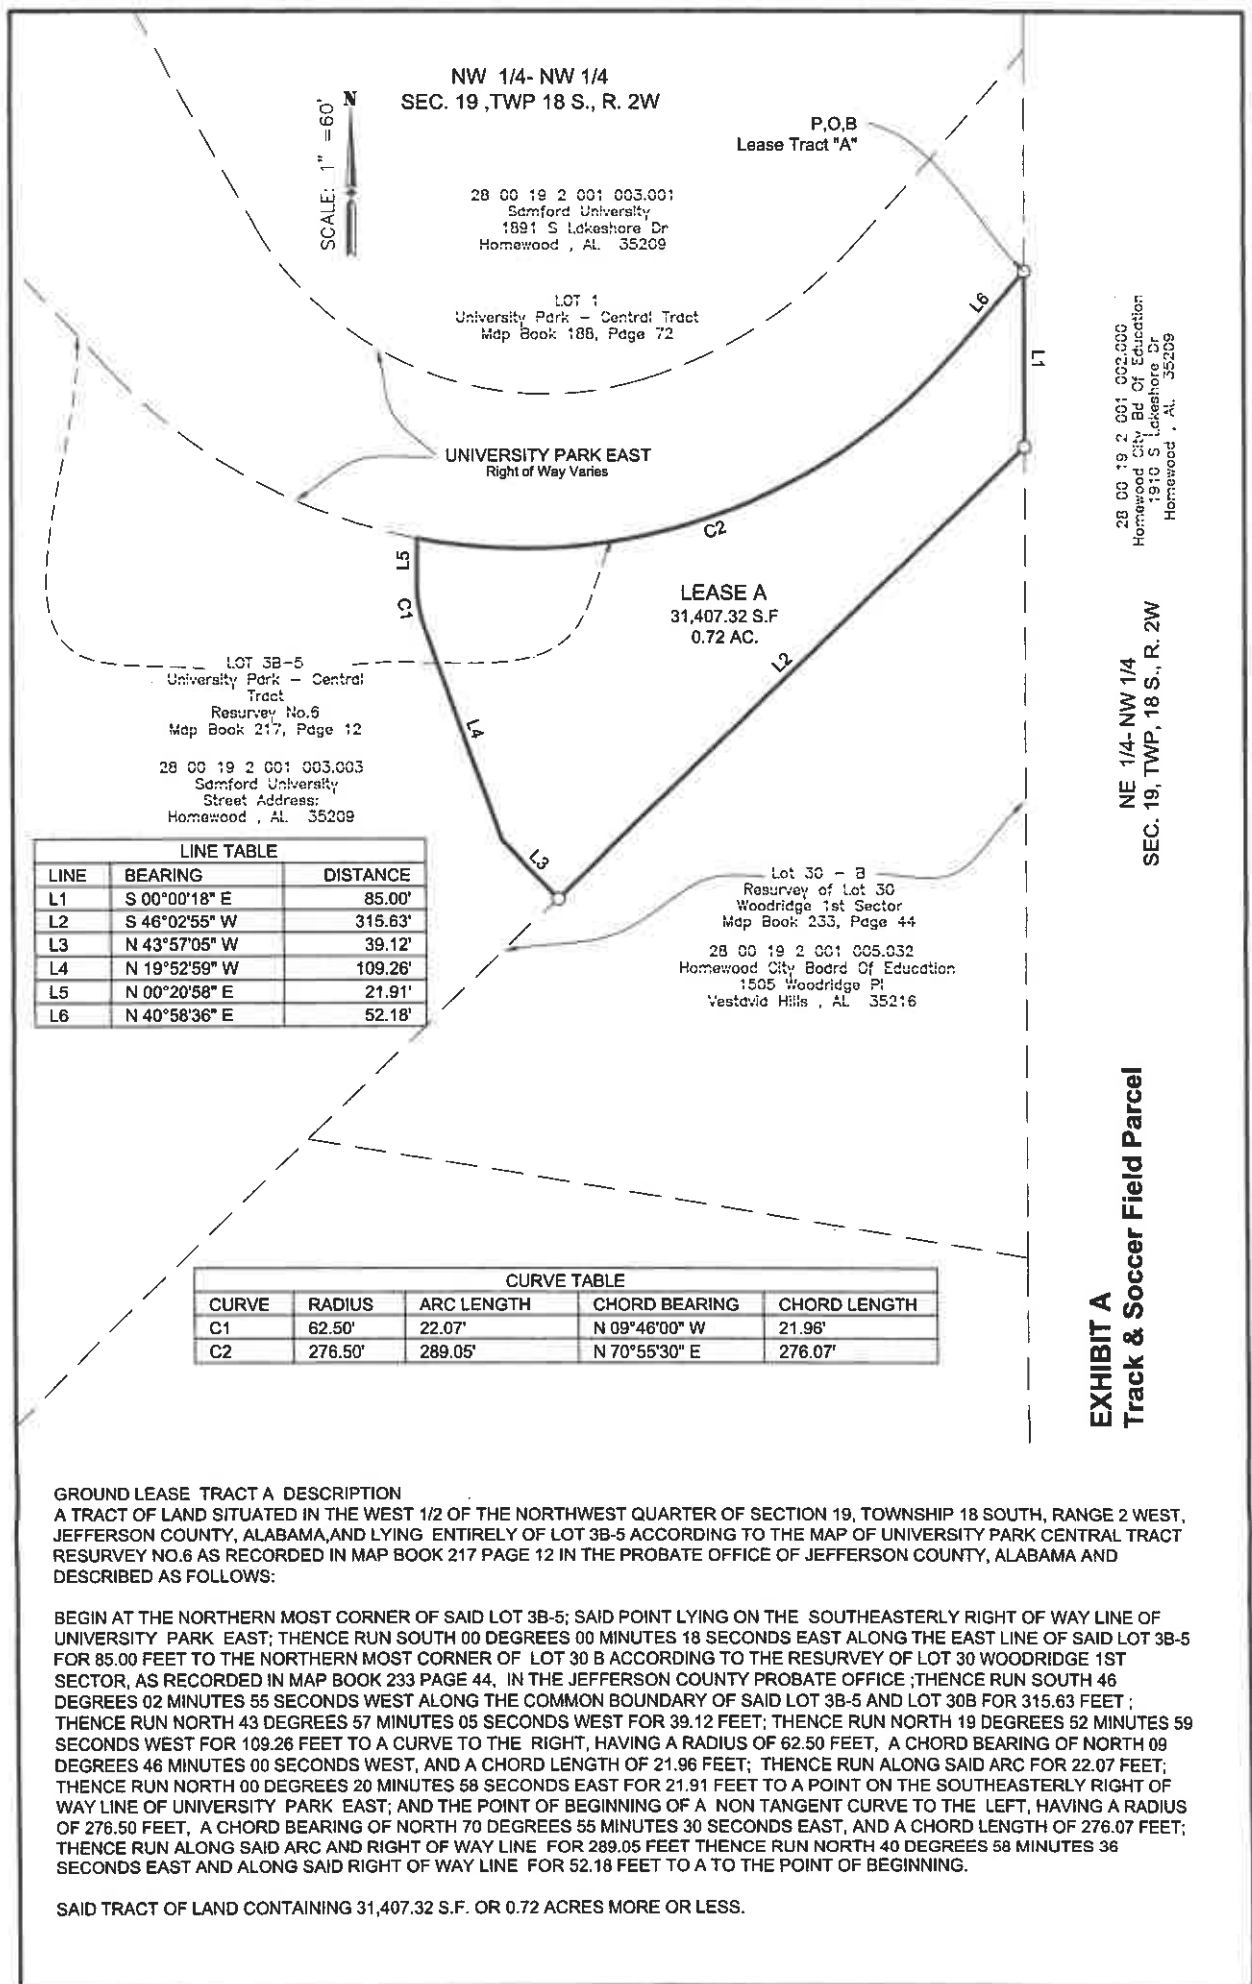 NW 1/4- NW 1/4
SEC. 19 ,TWP 18 S., R. 2W
N
SCALE: 1" =60'
P,O,B
Lease Tract "A"
28 00 19 2 001 003.001
Samford University
1891 S Lakeshore Dr
Homewood , AL 35209
LOT 1
University Park - Central Tract
Map Book 188, Page 72
L6
L1
28 00 19 2 001 002.000
Homewood City Bd Of Education
1910 S Lakeshore Dr
Homewood , AL 35209
UNIVERSITY PARK EAST
Right of Way Varies
C2
L5
C1
LEASE A
31,407.32 S.F
0.72 AC.
L2
LOT 3B-5
University Park - Central
Tract
Resurvey No.6
Map Book 217, Page 12
L4
28 00 19 2 001 003.003
Samford University
Street Address:
Homewood , AL 35209
NE 1/4- NW 1/4
SEC. 19, TWP, 18 S., R. 2W
L3
LINE TABLE
LINE BEARING DISTANCE
L1 S 00°00'18" E 85.00'
L2 S 46°02'55" W 315.63'
L3 N 43°57'05" W 39.12'
L4 N 19°52'59" W 109.26'
L5 N 00°20'58" E 21.91'
L6 N 40°58'36" E 52.18'
Lot 30 - B
Resurvey of Lot 30
Woodridge 1st Sector
Map Book 233, Page 44
28 00 19 2 001 005.032
Homewood City Board Of Education
1505 Woodridge Pl
Vestavia Hills , AL 35216
EXHIBIT A
Track & Soccer Field Parcel
CURVE TABLE
CURVE RADIUS ARC LENGTH CHORD BEARING CHORD LENGTH
C1 62.50' 22.07' N 09°46'00" W 21.96'
C2 276.50' 289.05' N 70°55'30" E 276.07'
GROUND LEASE TRACT A DESCRIPTION
A TRACT OF LAND SITUATED IN THE WEST 1/2 OF THE NORTHWEST QUARTER OF SECTION 19, TOWNSHIP 18 SOUTH, RANGE 2 WEST,
JEFFERSON COUNTY, ALABAMA,AND LYING ENTIRELY OF LOT 3B-5 ACCORDING TO THE MAP OF UNIVERSITY PARK CENTRAL TRACT
RESURVEY NO.6 AS RECORDED IN MAP BOOK 217 PAGE 12 IN THE PROBATE OFFICE OF JEFFERSON COUNTY, ALABAMA AND
DESCRIBED AS FOLLOWS:
BEGIN AT THE NORTHERN MOST CORNER OF SAID LOT 3B-5; SAID POINT LYING ON THE SOUTHEASTERLY RIGHT OF WAY LINE OF
UNIVERSITY PARK EAST; THENCE RUN SOUTH 00 DEGREES 00 MINUTES 18 SECONDS EAST ALONG THE EAST LINE OF SAID LOT 3B-5
FOR 85.00 FEET TO THE NORTHERN MOST CORNER OF LOT 30 B ACCORDING TO THE RESURVEY OF LOT 30 WOODRIDGE 1ST
SECTOR, AS RECORDED IN MAP BOOK 233 PAGE 44, IN THE JEFFERSON COUNTY PROBATE OFFICE ;THENCE RUN SOUTH 46
DEGREES 02 MINUTES 55 SECONDS WEST ALONG THE COMMON BOUNDARY OF SAID LOT 3B-5 AND LOT 30B FOR 315.63 FEET ;
THENCE RUN NORTH 43 DEGREES 57 MINUTES 05 SECONDS WEST FOR 39.12 FEET; THENCE RUN NORTH 19 DEGREES 52 MINUTES 59
SECONDS WEST FOR 109.26 FEET TO A CURVE TO THE RIGHT, HAVING A RADIUS OF 62.50 FEET, A CHORD BEARING OF NORTH 09
DEGREES 46 MINUTES 00 SECONDS WEST, AND A CHORD LENGTH OF 21.96 FEET; THENCE RUN ALONG SAID ARC FOR 22.07 FEET;
THENCE RUN NORTH 00 DEGREES 20 MINUTES 58 SECONDS EAST FOR 21.91 FEET TO A POINT ON THE SOUTHEASTERLY RIGHT OF
WAY LINE OF UNIVERSITY PARK EAST; AND THE POINT OF BEGINNING OF A NON TANGENT CURVE TO THE LEFT, HAVING A RADIUS
OF 276.50 FEET, A CHORD BEARING OF NORTH 70 DEGREES 55 MINUTES 30 SECONDS EAST, AND A CHORD LENGTH OF 276.07 FEET;
THENCE RUN ALONG SAID ARC AND RIGHT OF WAY LINE FOR 289.05 FEET THENCE RUN NORTH 40 DEGREES 58 MINUTES 36
SECONDS EAST AND ALONG SAID RIGHT OF WAY LINE FOR 52.18 FEET TO A TO THE POINT OF BEGINNING.
SAID TRACT OF LAND CONTAINING 31,407.32 S.F. OR 0.72 ACRES MORE OR LESS.